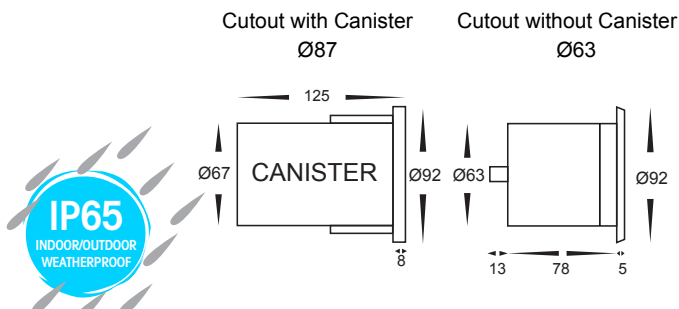 Cutout with Canister
Ø87
Cutout without Canister
Ø63
125
Ø67
CANISTER
Ø92
8
Ø63
Ø92
13
78
5
IP65
INDOOR/OUTDOOR
WEATHERPROOF